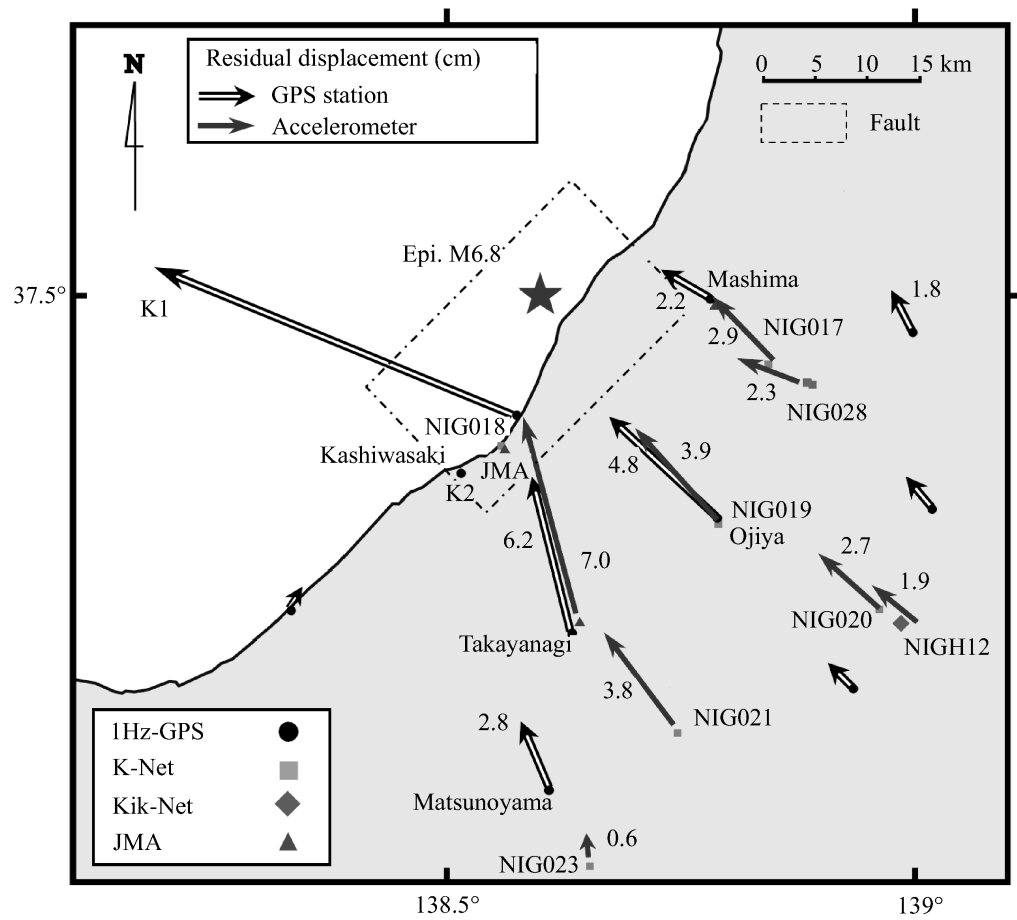 N
Residual displacement (cm)
GPS station
Accelerometer
0 5 10 15 km
Fault
Epi. M6.8
37.5°
K1
2.2
Mashima
1.8
NIG017
2.9
2.3
NIG028
NIG018
Kashiwasaki
JMA
K2
4.8
3.9
NIG019
Ojiya
6.2
7.0
2.7
1.9
NIG020
NIGH12
Takayanagi
3.8
NIG021
2.8
Matsunoyama
0.6
NIG023
1Hz-GPS
K-Net
Kik-Net
JMA
138.5°
139°